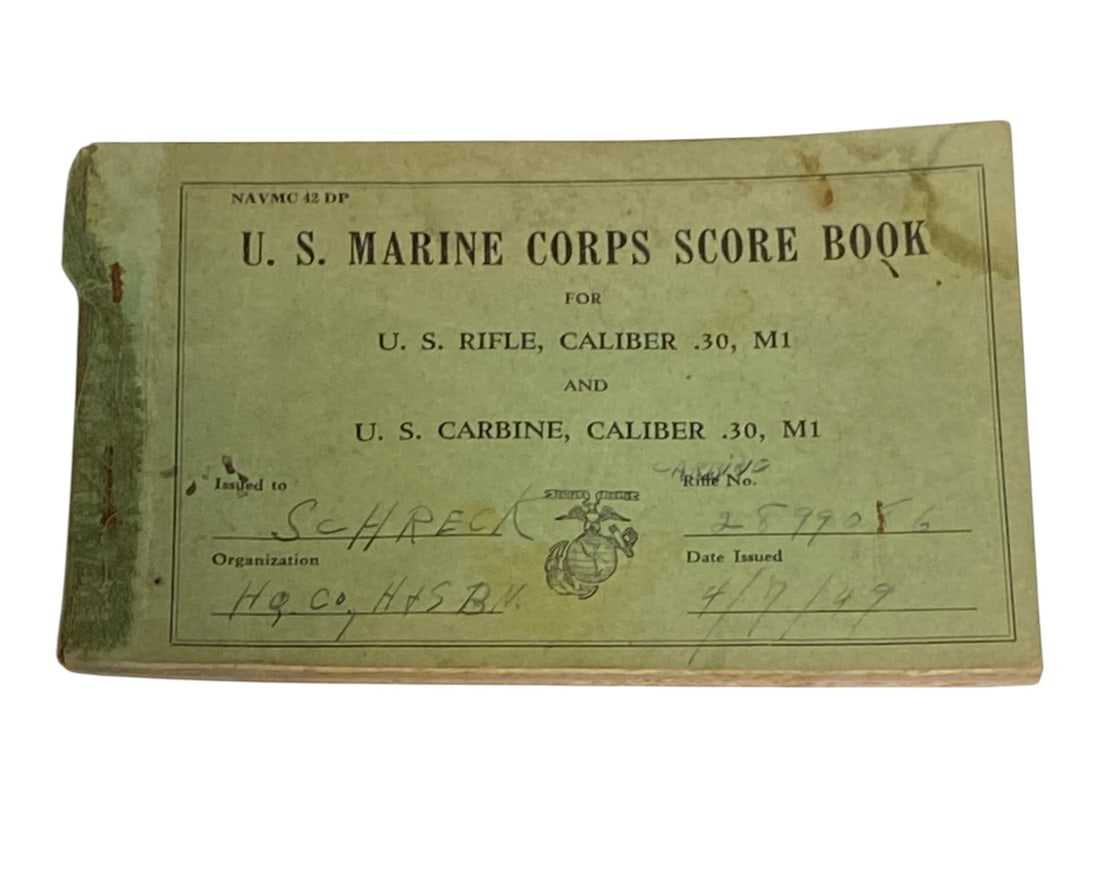 NAVMC 42 DP
U. S. MARINE CORPS SCORE BOOK
FOR
U. S. RIFLE, CALIBER .30, M1
AND
U. S. CARBINE, CALIBER .30, M1
CARBINE
Issued to Rifle No.
SCHRECK 2899056
Organization Date Issued
HQ. Co, H&S BN. 4/7/49